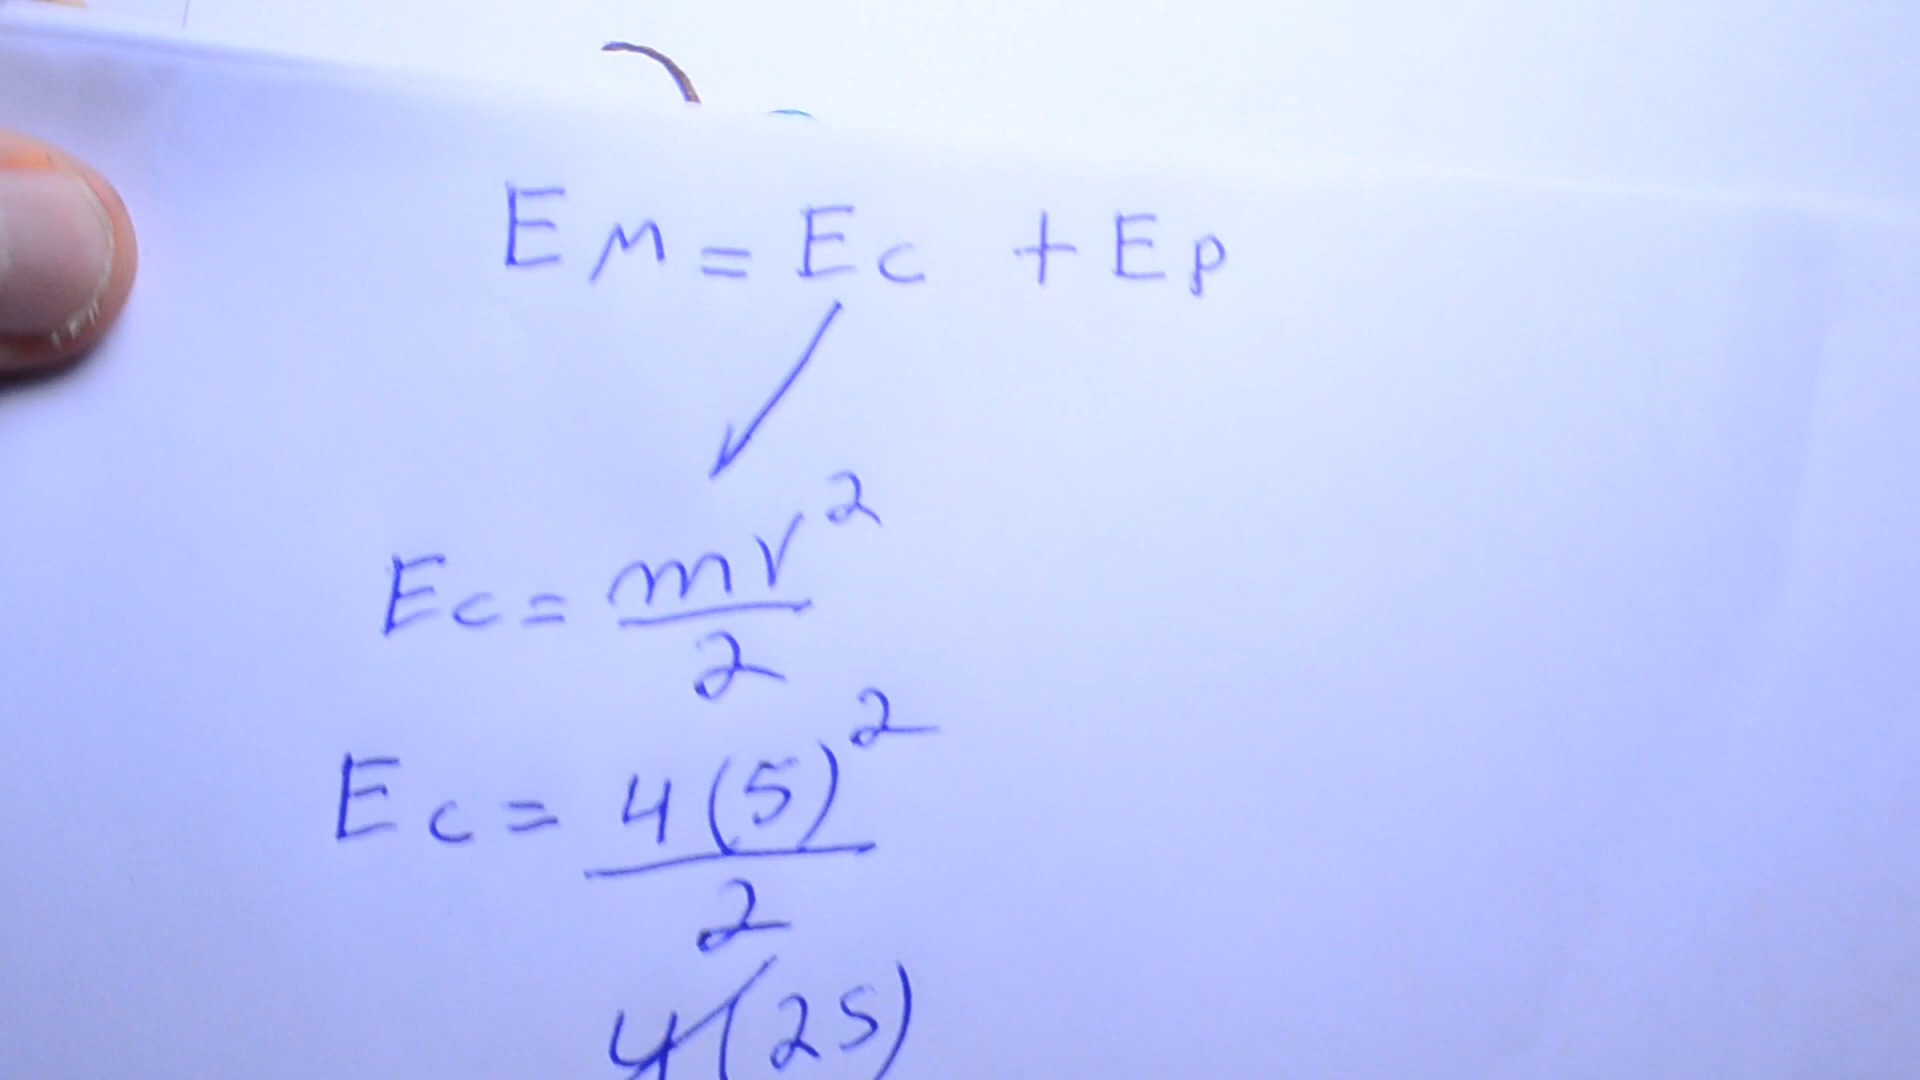 EM = Ec + Ep
Ec = mv²/2
Ec = 4(5)²/2
4(25)